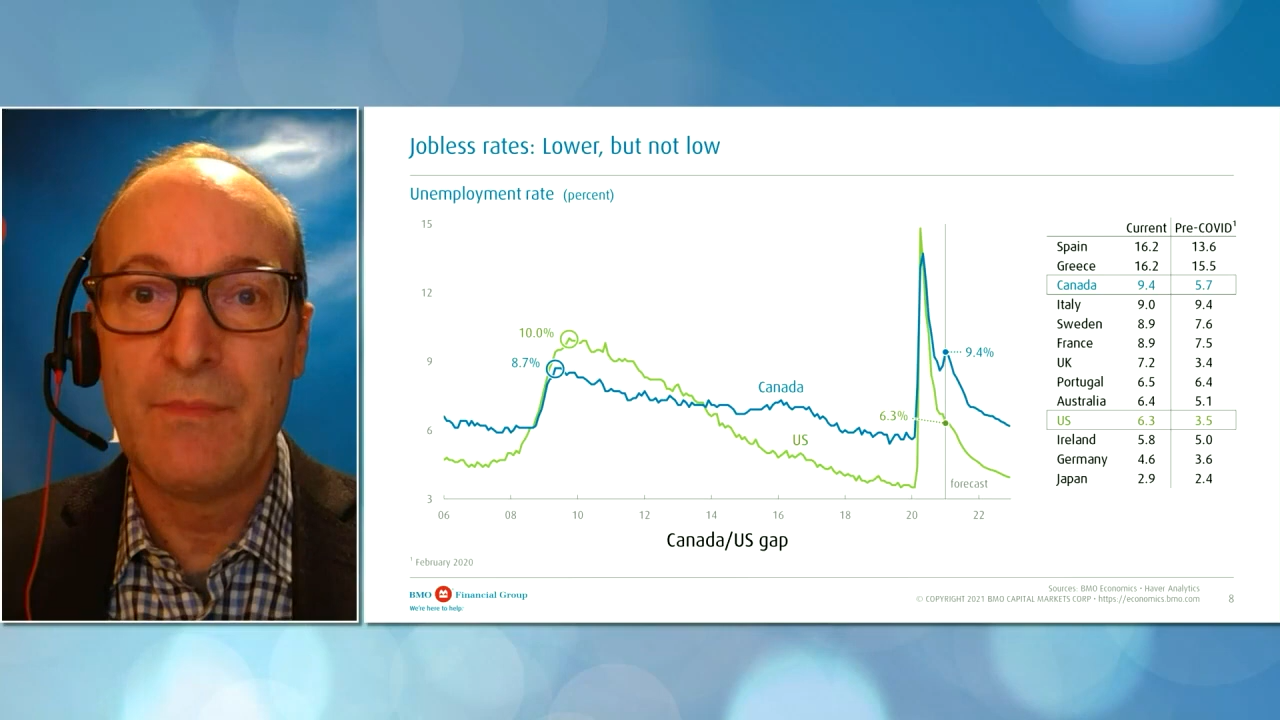 Jobless rates: Lower, but not low
Unemployment rate (percent)
15
12
9
6
3
10.0%
8.7%
Canada
US
9.4%
6.3%
forecast
06 08 10 12 14 16 18 20 22
Canada/US gap
Current Pre-COVID¹
Spain 16.2 13.6
Greece 16.2 15.5
Canada 9.4 5.7
Italy 9.0 9.4
Sweden 8.9 7.6
France 8.9 7.5
UK 7.2 3.4
Portugal 6.5 6.4
Australia 6.4 5.1
US 6.3 3.5
Ireland 5.8 5.0
Germany 4.6 3.6
Japan 2.9 2.4
¹ February 2020
BMO Financial Group
We're here to help.
Sources: BMO Economics • Haver Analytics
© COPYRIGHT 2021 BMO CAPITAL MARKETS CORP • https://economics.bmo.com
8